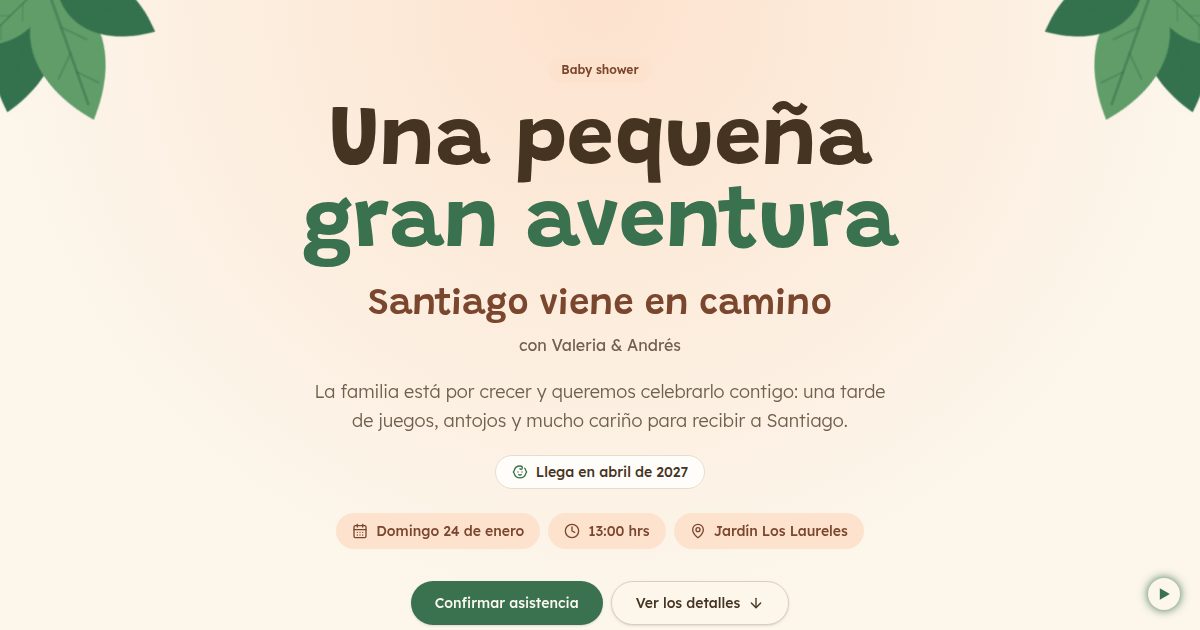 Baby shower
Una pequeña
gran aventura
Santiago viene en camino
con Valeria & Andrés
La familia está por crecer y queremos celebrarlo contigo: una tarde
de juegos, antojos y mucho cariño para recibir a Santiago.
Llega en abril de 2027
Domingo 24 de enero
13:00 hrs
Jardín Los Laureles
Confirmar asistencia
Ver los detalles